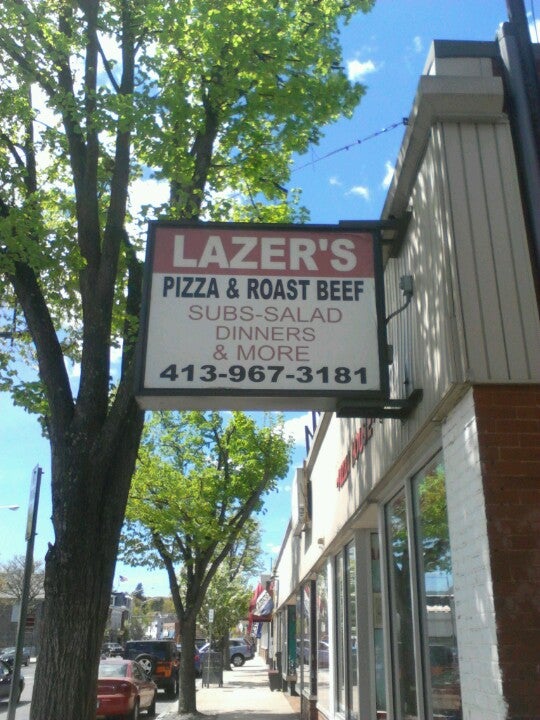 LAZER'S
PIZZA & ROAST BEEF
SUBS-SALAD
DINNERS
& MORE
413-967-3181